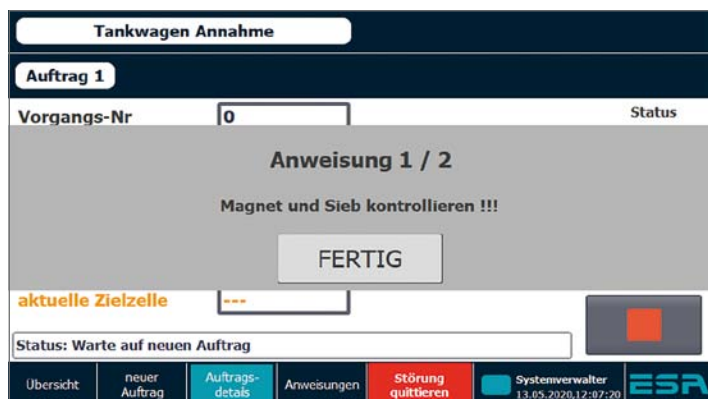 Tankwagen Annahme
Auftrag 1
Vorgangs-Nr 0 Status
Anweisung 1 / 2
Magnet und Sieb kontrollieren !!!
FERTIG
aktuelle Zielzelle ---
Status: Warte auf neuen Auftrag
Übersicht
neuer
Auftrag
Auftrags-
detais
Anweisungen
Störung
quittieren
Systemverwalter
13.05.2020,12:07:20
ESA